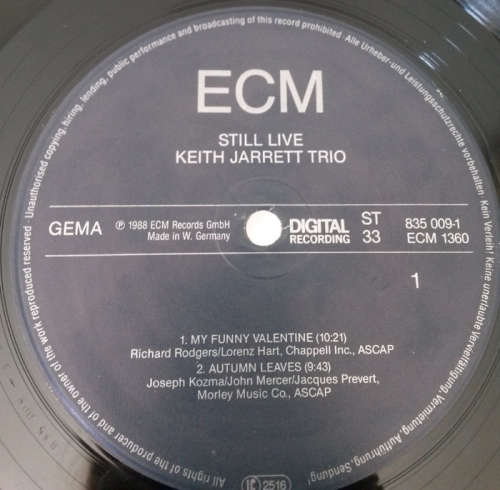 Unauthorised copying, hiring, lending, public performance and broadcasting of this record prohibited · Alle Urheber-und Leistungsschutzrechte vorbehalten · Kein Verleih! Keine unerlaubte Vervielfältigung, Vermietung, Aufführung, Sendung!
ECM
STILL LIVE
KEITH JARRETT TRIO
GEMA
℗ 1988 ECM Records GmbH
Made in W. Germany
DIGITAL
RECORDING
ST
33
835 009-1
ECM 1360
1
1. MY FUNNY VALENTINE (10:21)
Richard Rodgers/Lorenz Hart, Chappell Inc., ASCAP
2. AUTUMN LEAVES (9:43)
Joseph Kozma/John Mercer/Jacques Prevert,
Morley Music Co., ASCAP
All rights of the producer and of the owner of the work reproduced reserved ·
LC 2516